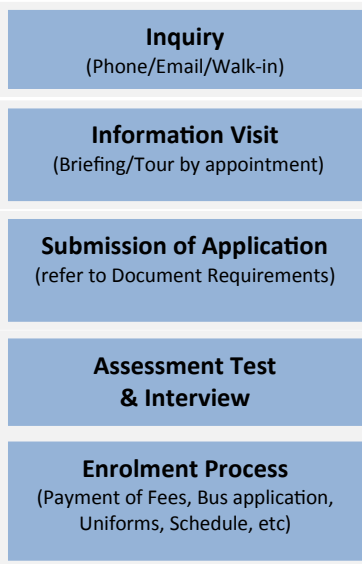 Inquiry
(Phone/Email/Walk-in)
Information Visit
(Briefing/Tour by appointment)
Submission of Application
(refer to Document Requirements)
Assessment Test
& Interview
Enrolment Process
(Payment of Fees, Bus application,
Uniforms, Schedule, etc)